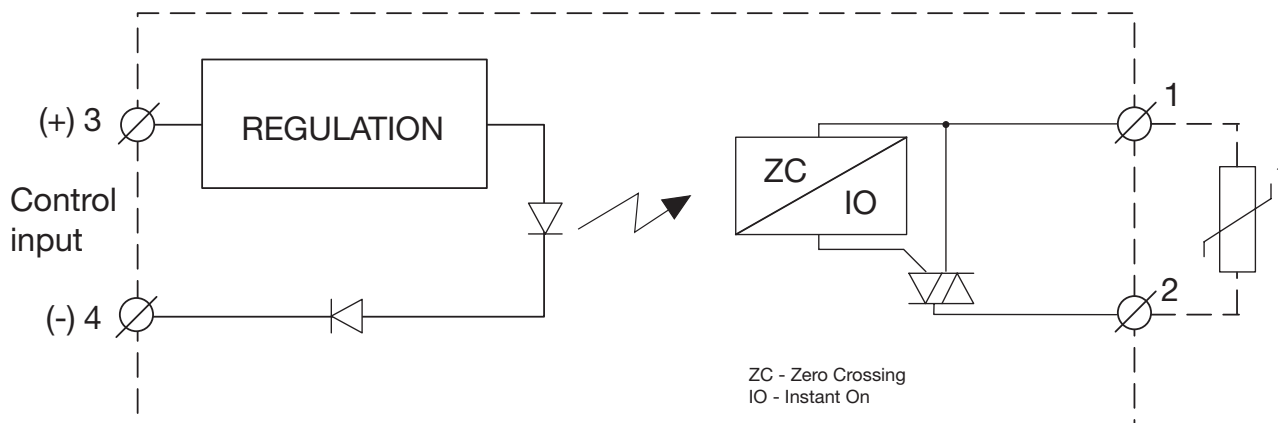 (+) 3
REGULATION
1
ZC
IO
Control
input
(-) 4
2
ZC - Zero Crossing
IO - Instant On